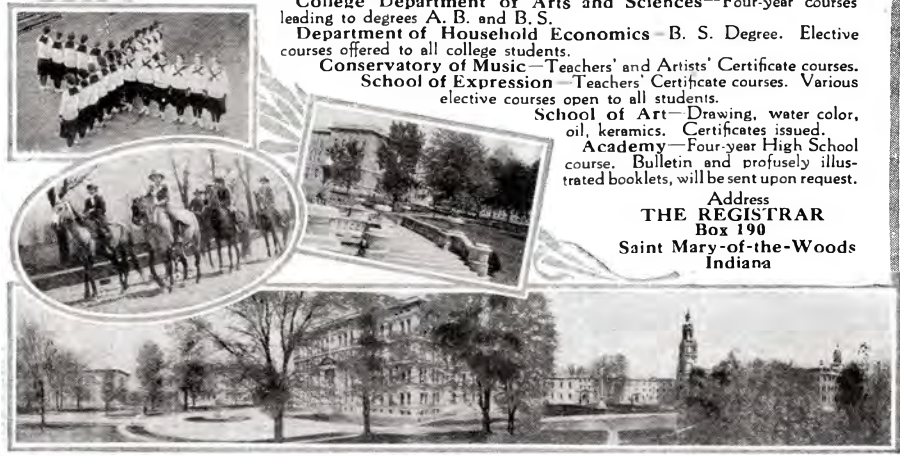 College Department of Arts and Sciences—Four-year courses
leading to degrees A. B. and B. S.
Department of Household Economics—B. S. Degree. Elective
courses offered to all college students.
Conservatory of Music—Teachers' and Artists' Certificate courses.
School of Expression—Teachers' Certificate courses. Various
elective courses open to all students.
School of Art—Drawing, water color,
oil, keramics. Certificates issued.
Academy—Four-year High School
course. Bulletin and profusely illus-
trated booklets, will be sent upon request.
Address
THE REGISTRAR
Box 190
Saint Mary-of-the-Woods
Indiana